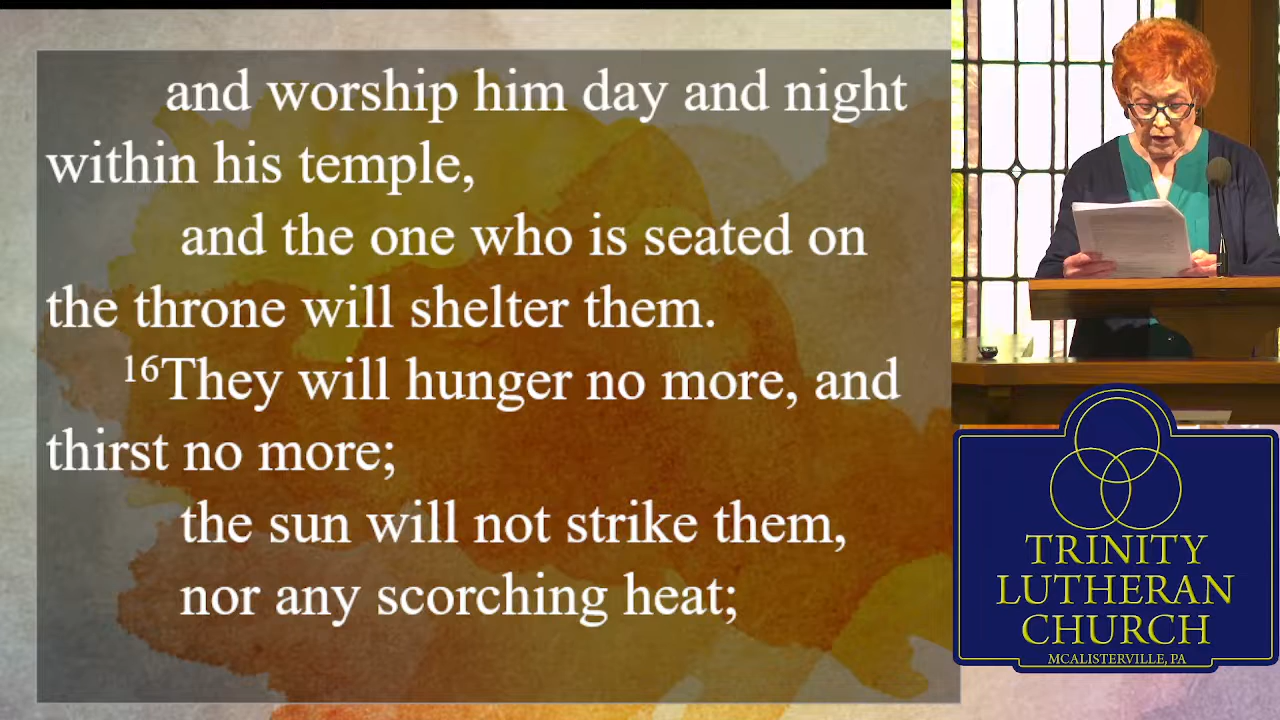 and worship him day and night
within his temple,
and the one who is seated on
the throne will shelter them.
16They will hunger no more, and
thirst no more;
the sun will not strike them,
nor any scorching heat;
TRINITY
LUTHERAN
CHURCH
MCALISTERVILLE, PA